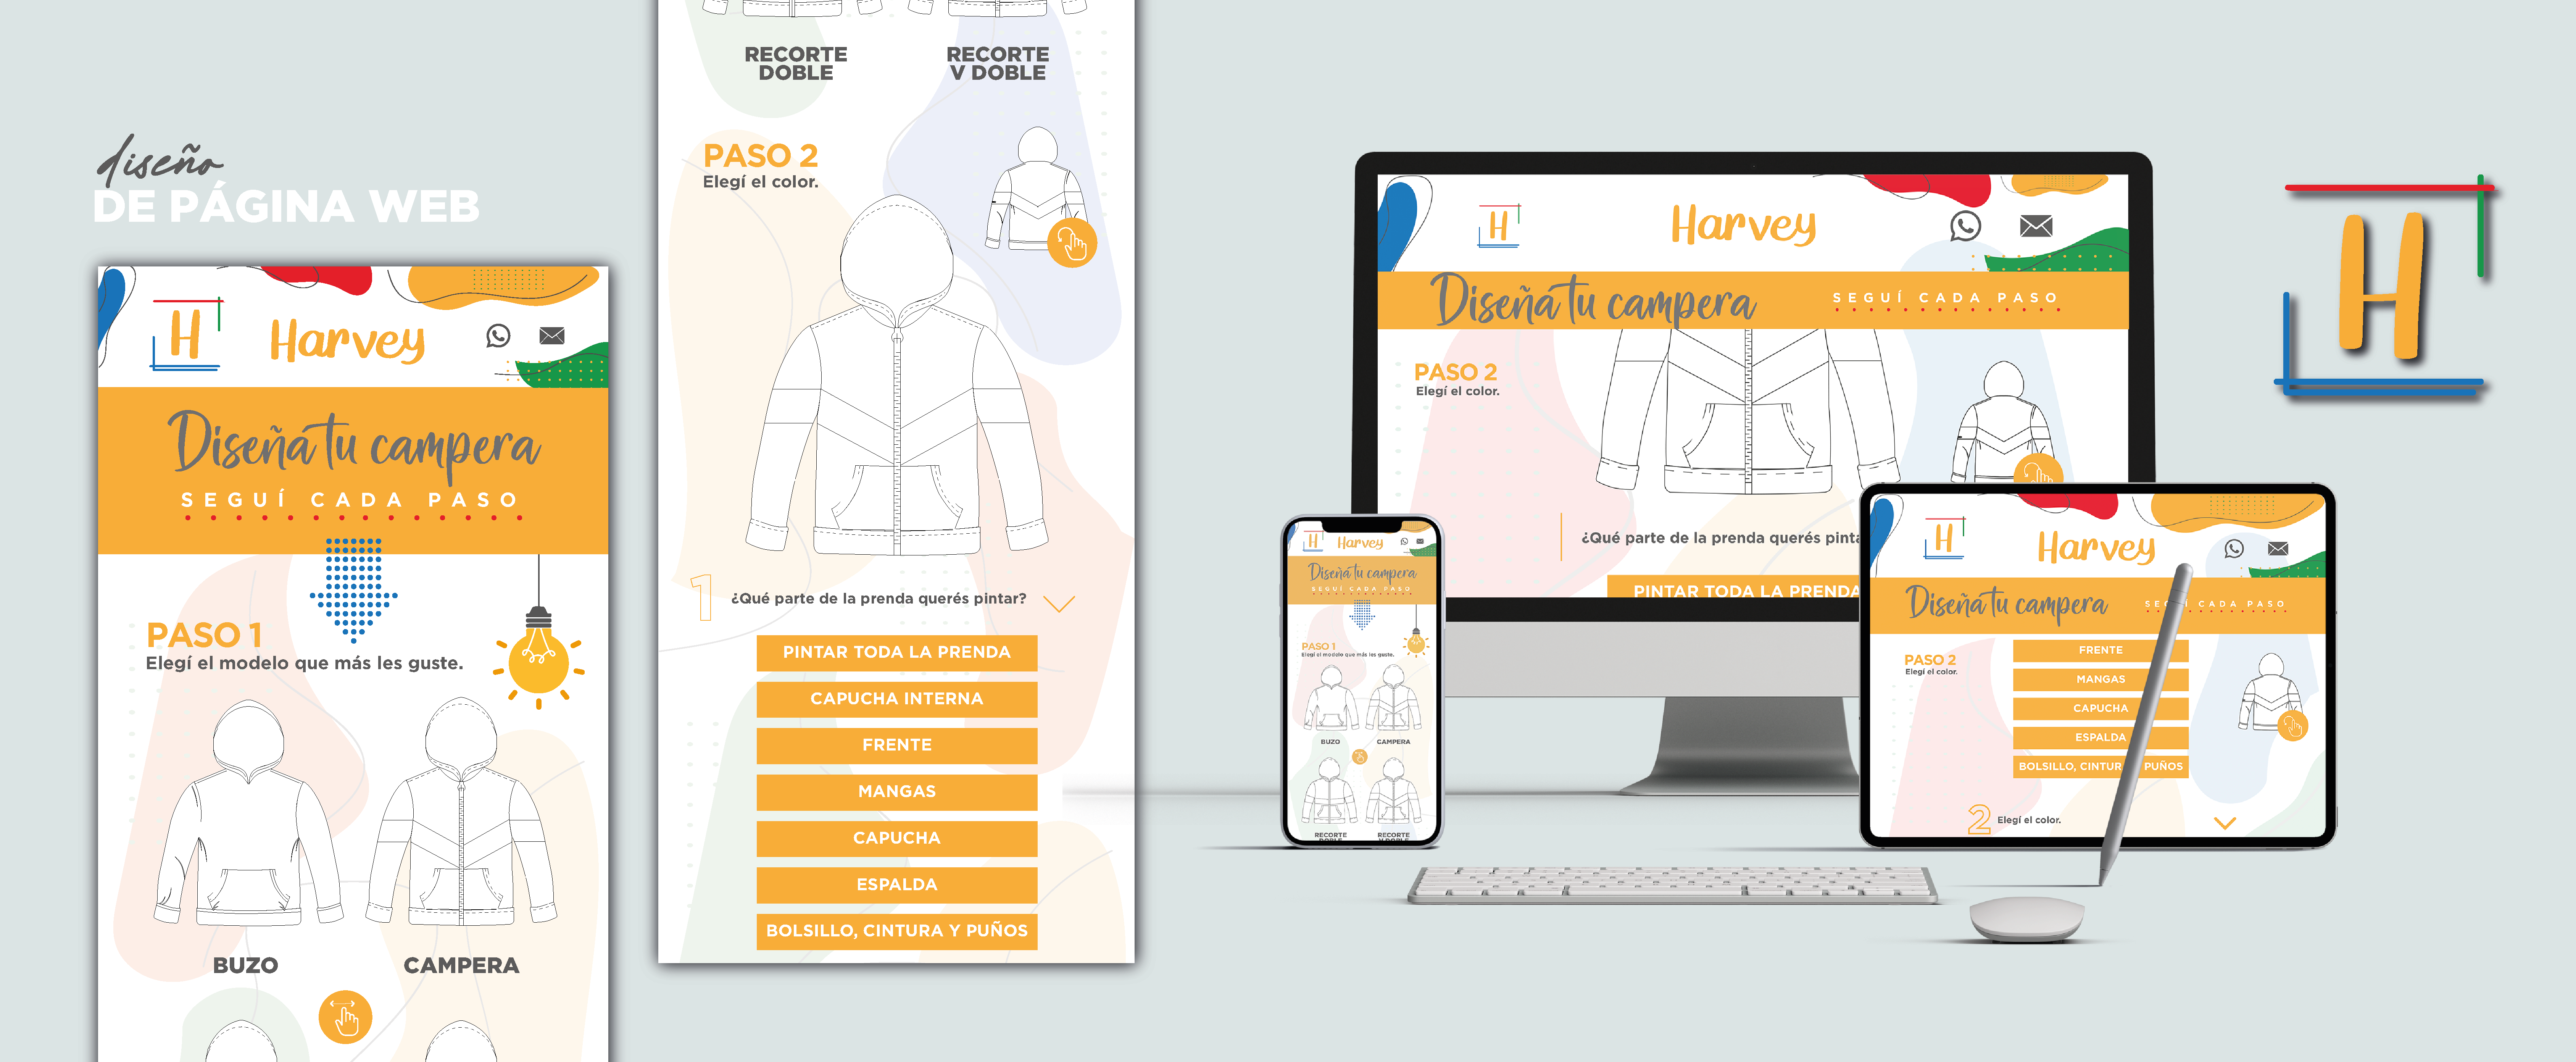 diseño
DE PÁGINA WEB
H
Harvey
Diseñá tu campera
SEGUÍ CADA PASO
PASO 1
Elegí el modelo que más les guste.
BUZO
CAMPERA
RECORTE
DOBLE
RECORTE
V DOBLE
PASO 2
Elegí el color.
1
¿Qué parte de la prenda querés pintar?
PINTAR TODA LA PRENDA
CAPUCHA INTERNA
FRENTE
MANGAS
CAPUCHA
ESPALDA
BOLSILLO, CINTURA Y PUÑOS
H
Harvey
Diseñá tu campera
SEGUÍ CADA PASO
PASO 2
Elegí el color.
¿Qué parte de la prenda querés pinta
PINTAR TODA LA PRENDA
H
Harvey
Diseñá tu campera
SEGUÍ CADA PASO
PASO 1
Elegí el modelo que más les guste.
BUZO
CAMPERA
RECORTE
DOBLE
RECORTE
V DOBLE
H
Harvey
Diseñá tu campera
SEGUÍ CADA PASO
PASO 2
Elegí el color.
FRENTE
MANGAS
CAPUCHA
ESPALDA
BOLSILLO, CINTUR PUÑOS
2
Elegí el color.
H